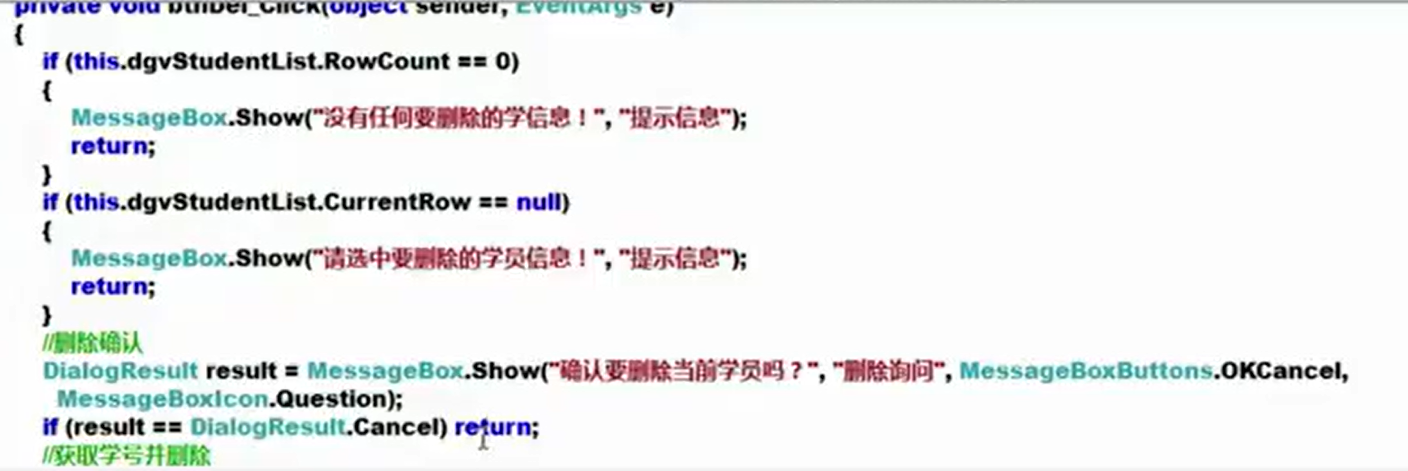 private void btnDel_Click(object sender, EventArgs e)
{
if (this.dgvStudentList.RowCount == 0)
{
MessageBox.Show("没有任何要删除的学信息！", "提示信息");
return;
}
if (this.dgvStudentList.CurrentRow == null)
{
MessageBox.Show("请选中要删除的学员信息！", "提示信息");
return;
}
//删除确认
DialogResult result = MessageBox.Show("确认要删除当前学员吗？", "删除询问", MessageBoxButtons.OKCancel,
MessageBoxIcon.Question);
if (result == DialogResult.Cancel) return;
//获取学号并删除